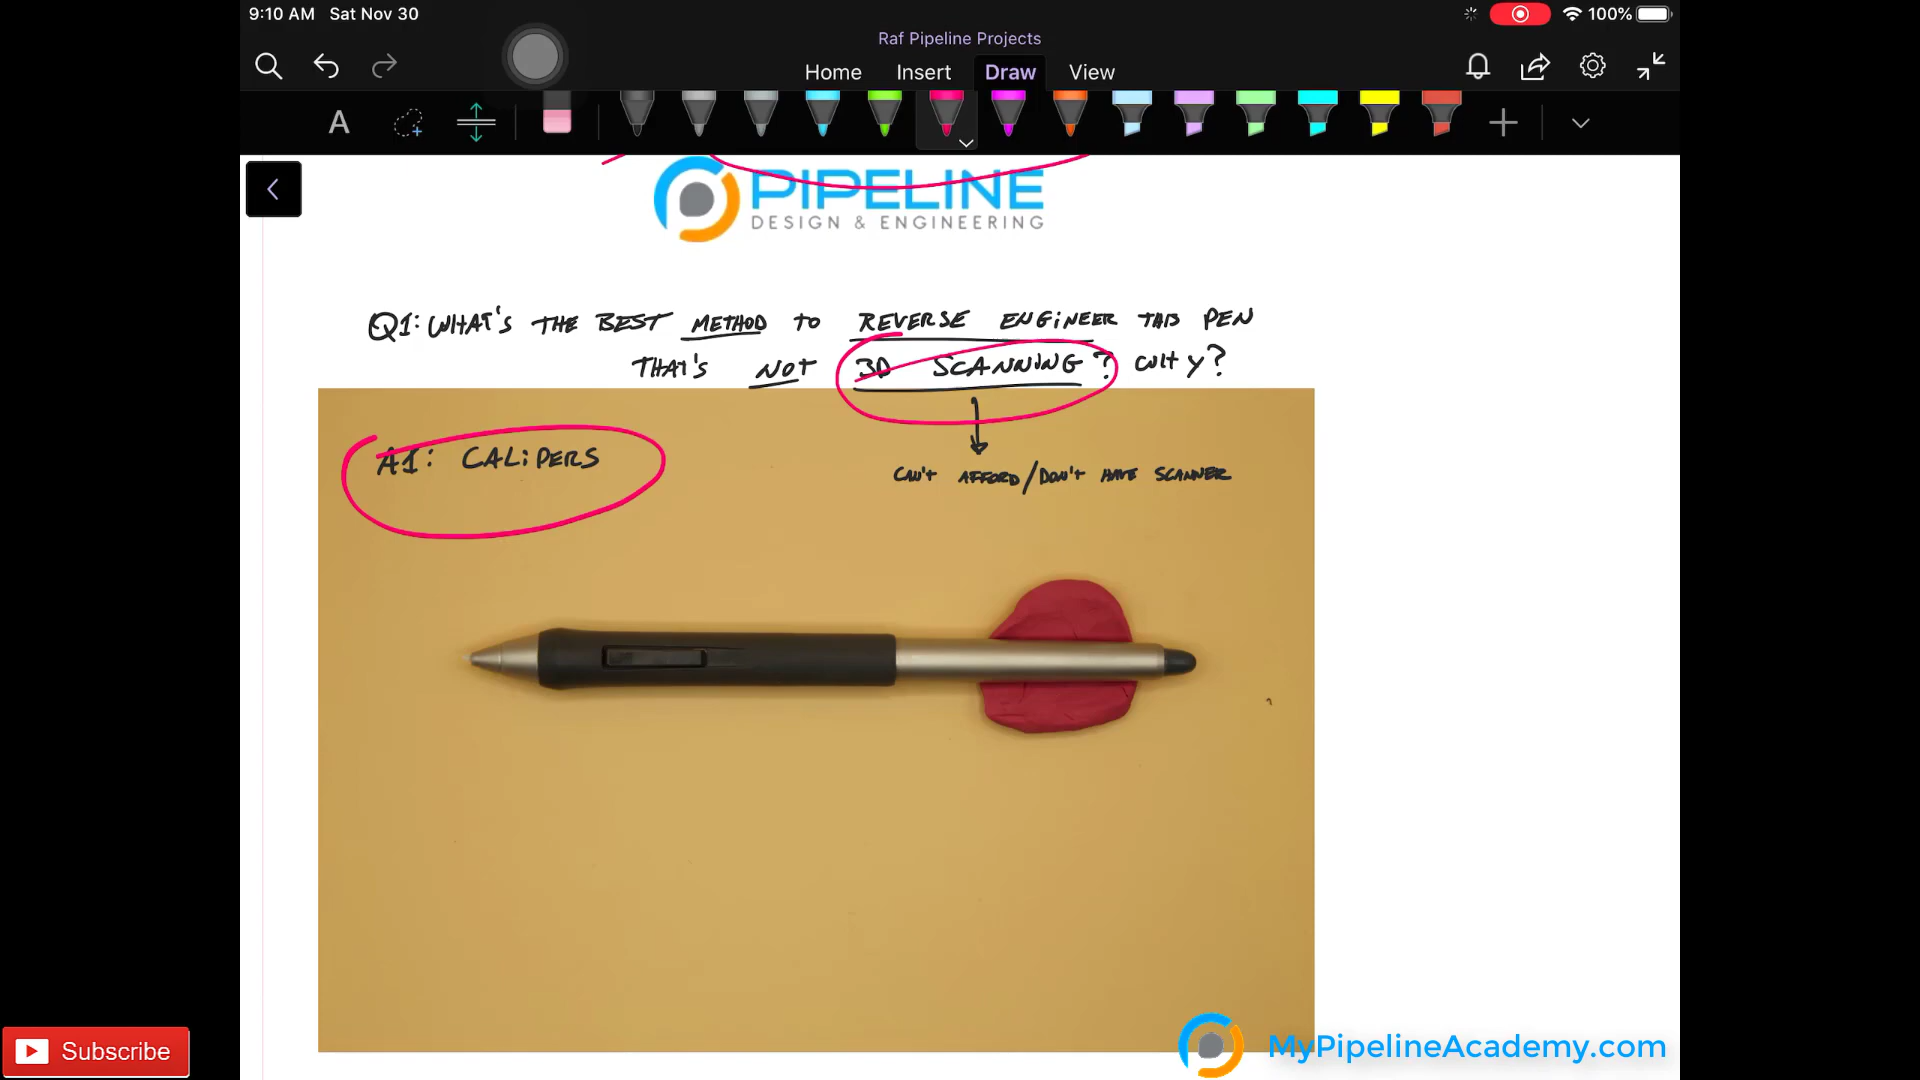 9:10 AM Sat Nov 30
100%
Raf Pipeline Projects
Home Insert Draw View
A
PIPELINE
DESIGN & ENGINEERING
Q1: WHAT'S THE BEST METHOD TO REVERSE ENGINEER THIS PEN
THAT'S NOT 3D SCANNING? WHY?
A1: CALIPERS
CAN'T AFFORD/DON'T HAVE SCANNER
Subscribe
MyPipelineAcademy.com